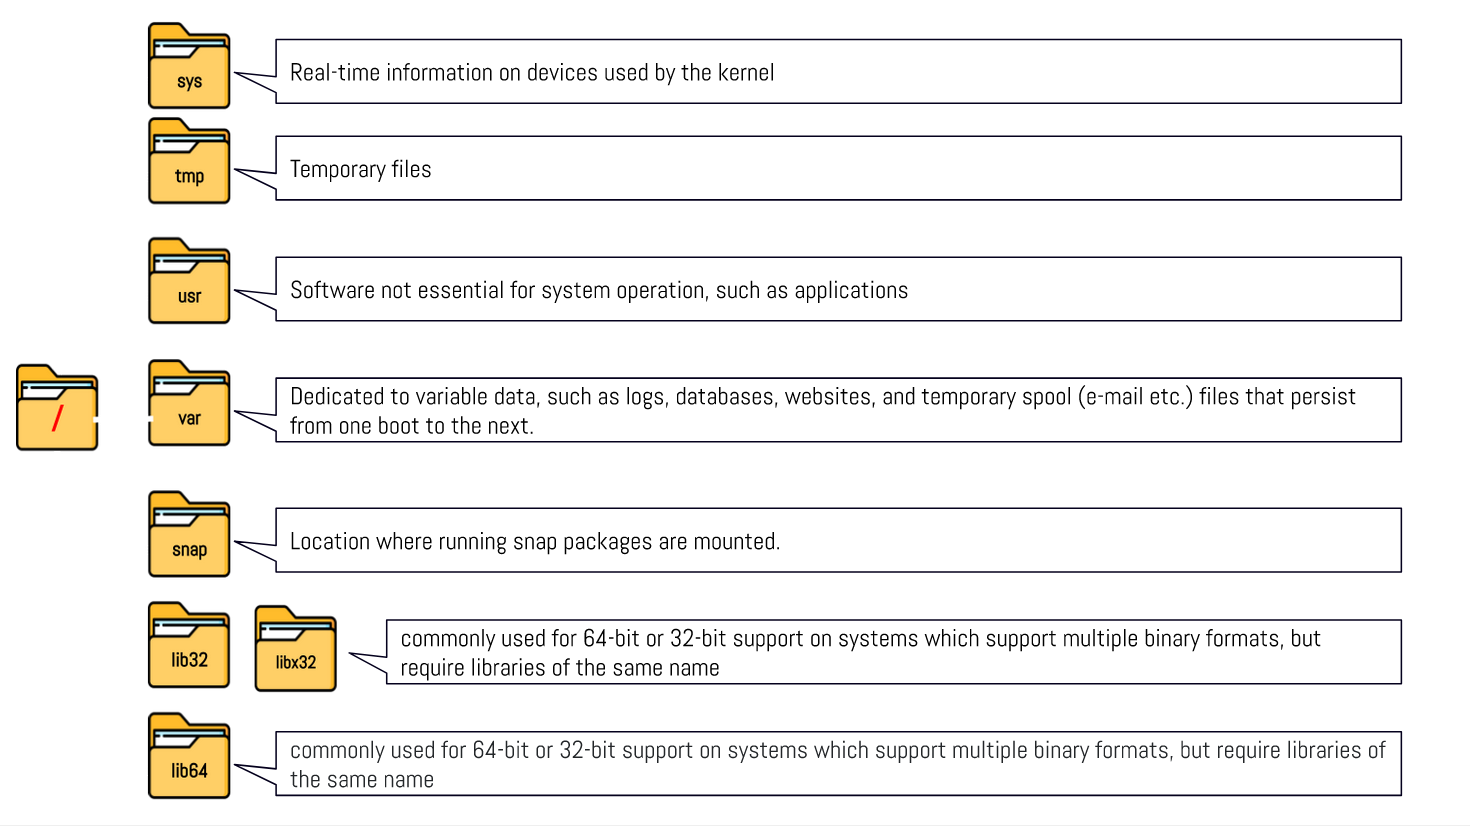 sys
Real-time information on devices used by the kernel
tmp
Temporary files
usr
Software not essential for system operation, such as applications
/
var
Dedicated to variable data, such as logs, databases, websites, and temporary spool (e-mail etc.) files that persist
from one boot to the next.
snap
Location where running snap packages are mounted.
lib32
libx32
commonly used for 64-bit or 32-bit support on systems which support multiple binary formats, but
require libraries of the same name
lib64
commonly used for 64-bit or 32-bit support on systems which support multiple binary formats, but require libraries of
the same name